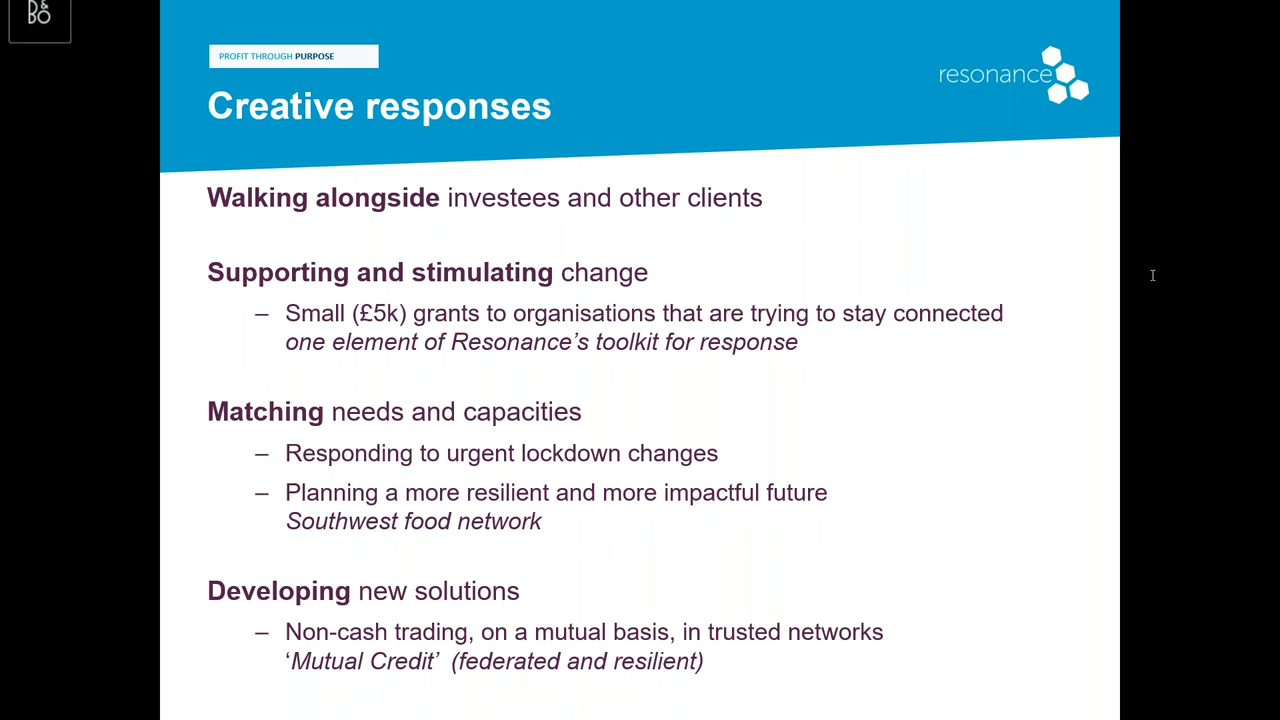 D&
BO
PROFIT THROUGH PURPOSE
resonance
Creative responses
Walking alongside investees and other clients
Supporting and stimulating change
– Small (£5k) grants to organisations that are trying to stay connected
one element of Resonance’s toolkit for response
Matching needs and capacities
– Responding to urgent lockdown changes
– Planning a more resilient and more impactful future
Southwest food network
Developing new solutions
– Non-cash trading, on a mutual basis, in trusted networks
‘Mutual Credit’ (federated and resilient)